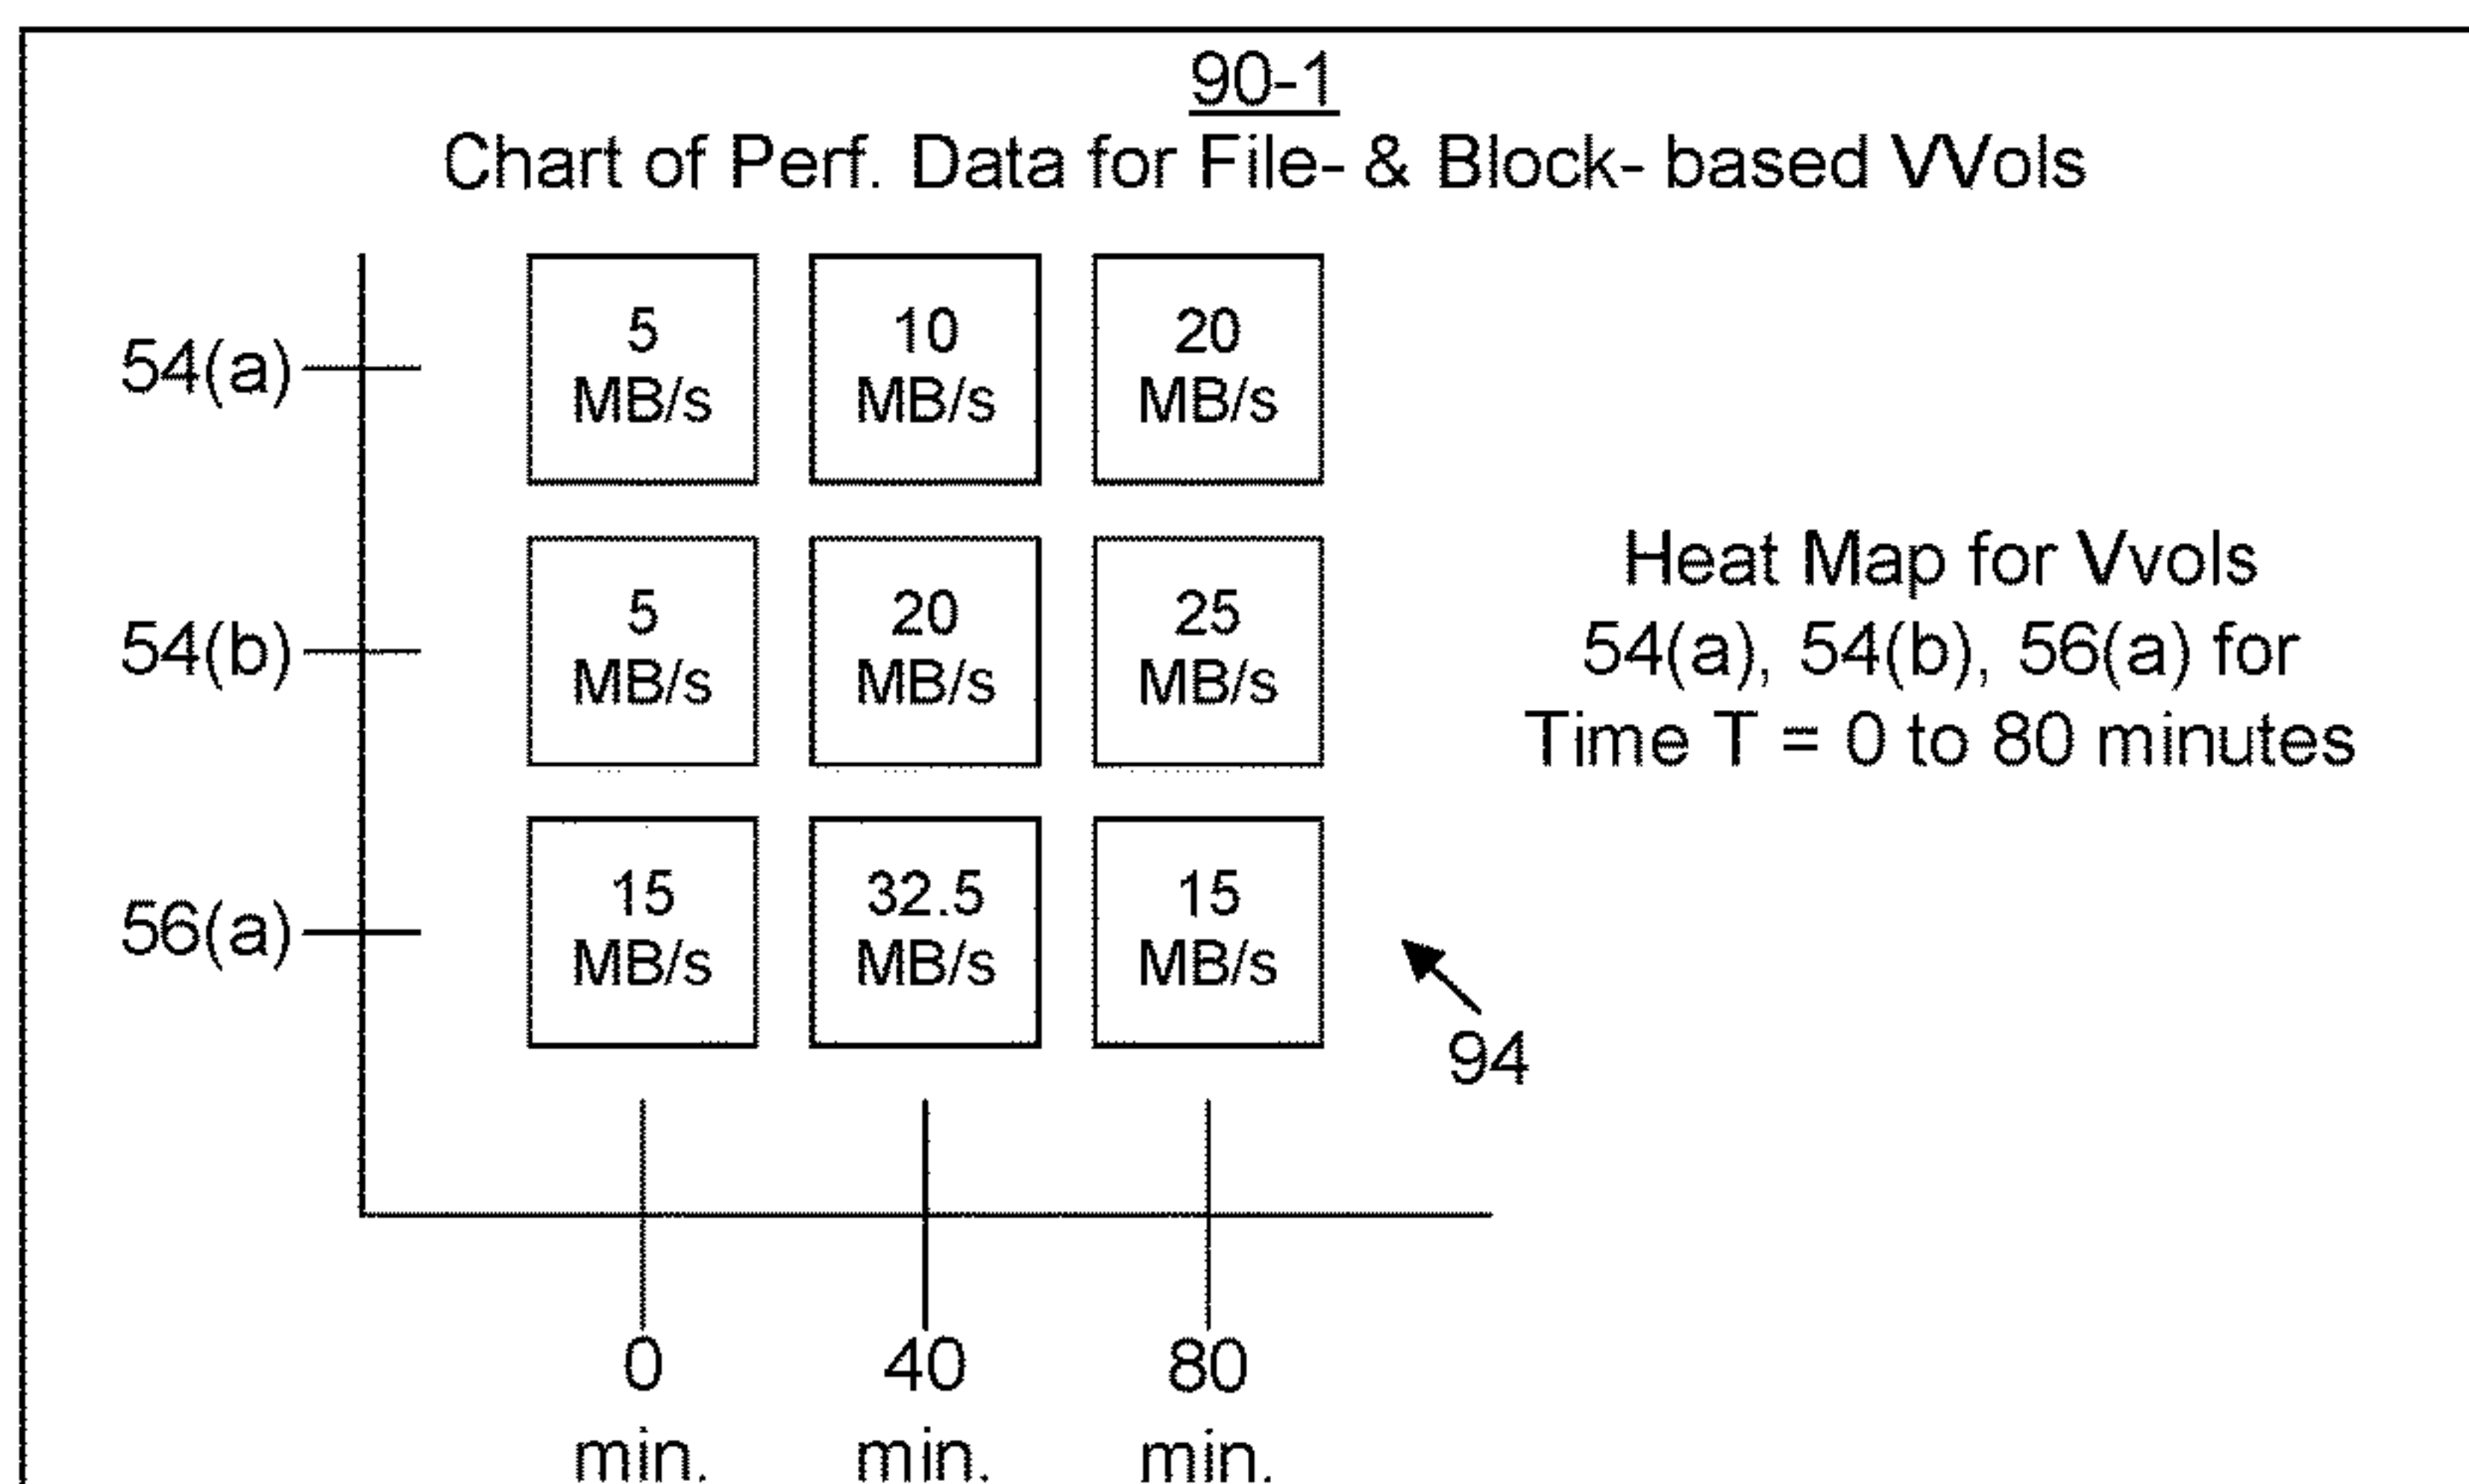 90-1
Chart of Perf. Data for File- & Block- based VVols
54(a)
5
MB/s
10
MB/s
20
MB/s
54(b)
5
MB/s
20
MB/s
25
MB/s
56(a)
15
MB/s
32.5
MB/s
15
MB/s
Heat Map for Vvols
54(a), 54(b), 56(a) for
Time T = 0 to 80 minutes
94
0
min.
40
min.
80
min.